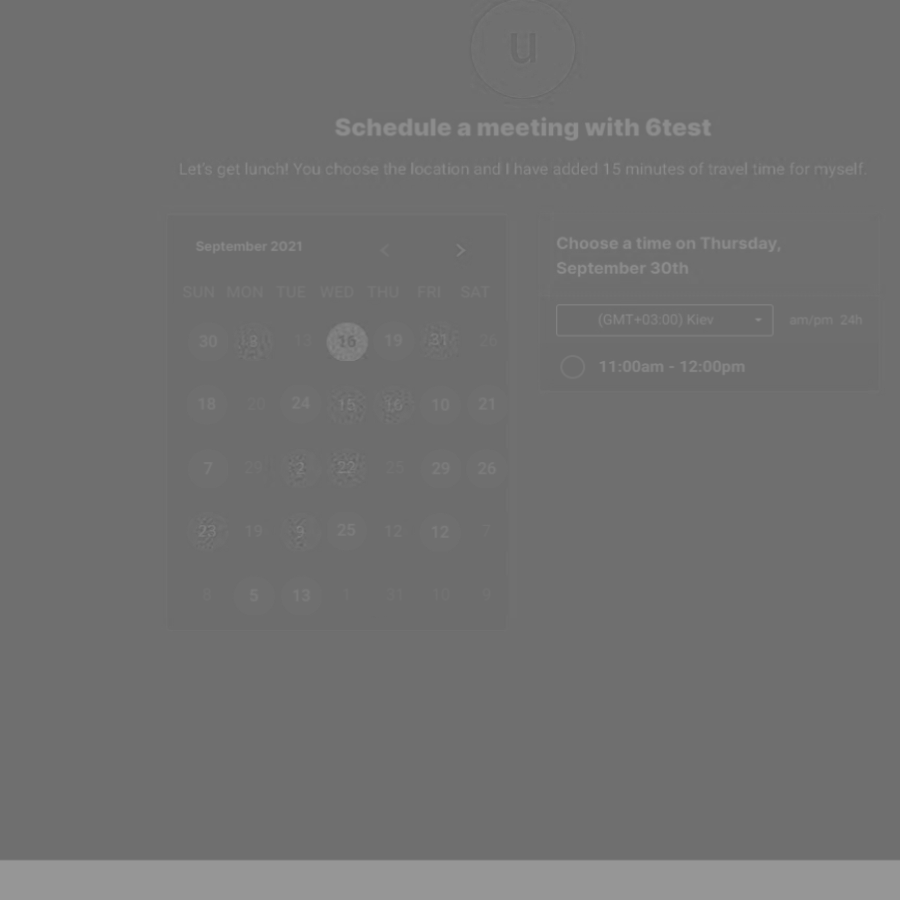 u
Schedule a meeting with 6test
Let's get lunch! You choose the location and I have added 15 minutes of travel time for myself.
September 2021
SUN MON TUE WED THU FRI SAT
30 13 16 19 31 26
18 20 24 15 16 10 21
7 24 2 22 25 29 26
23 19 9 25 12 12 7
8 5 13 1 31 10 9
Choose a time on Thursday,
September 30th
(GMT+03:00) Kiev am/pm 24h
11:00am - 12:00pm